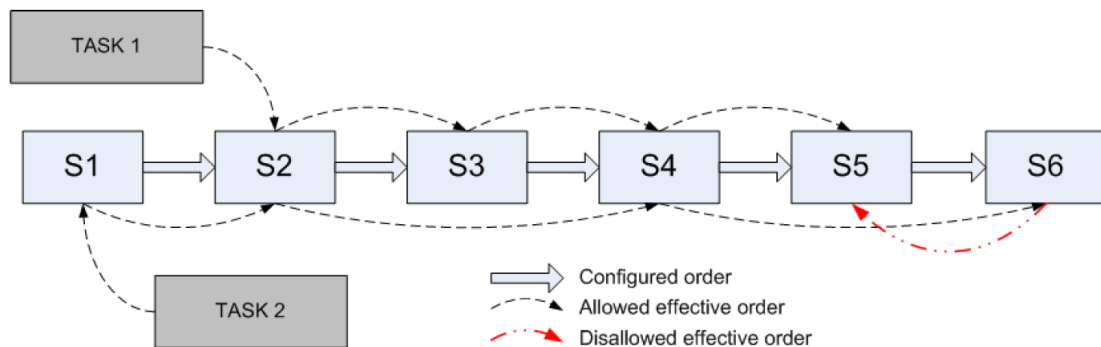 TASK 1
S1
S2
S3
S4
S5
S6
TASK 2
Configured order
Allowed effective order
Disallowed effective order